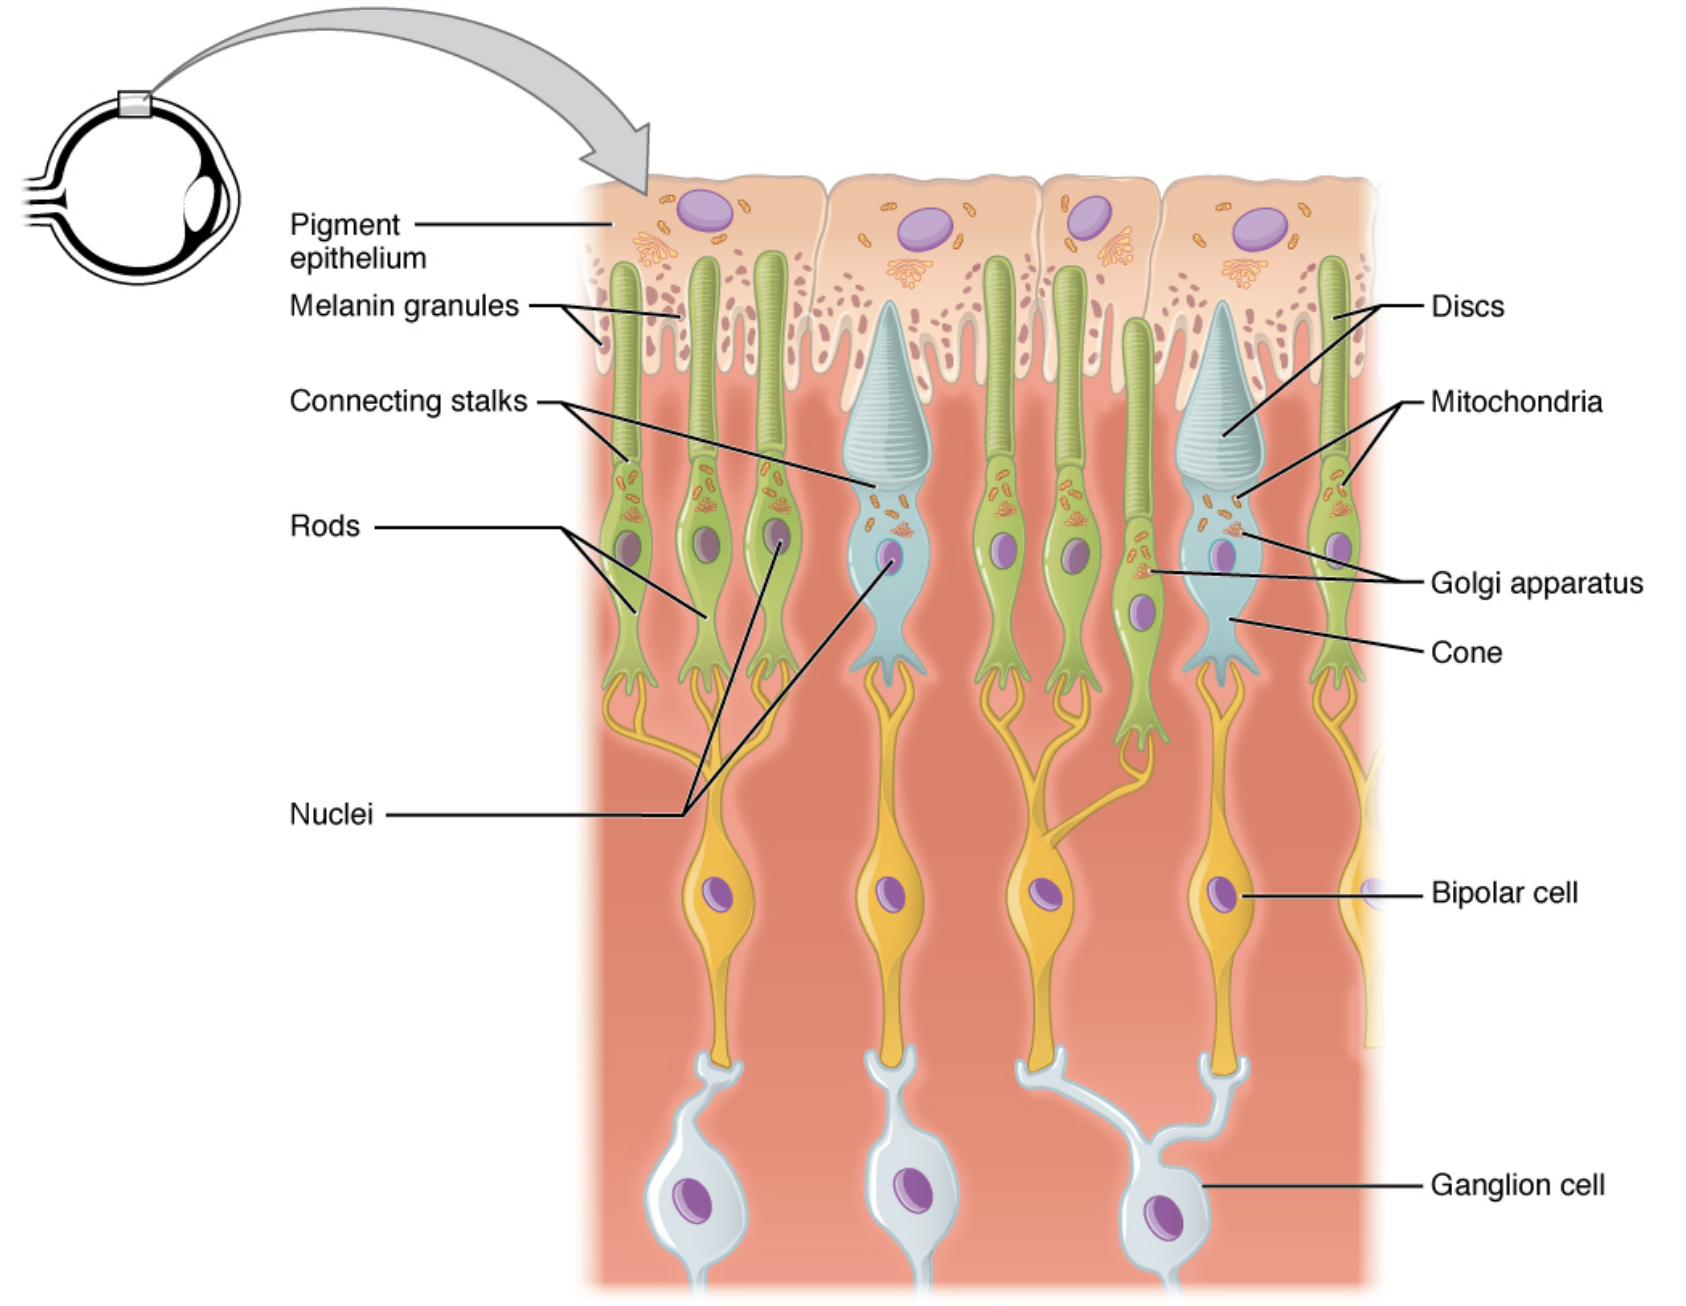 Pigment
epithelium
Melanin granules
Connecting stalks
Rods
Nuclei
Discs
Mitochondria
Golgi apparatus
Cone
Bipolar cell
Ganglion cell